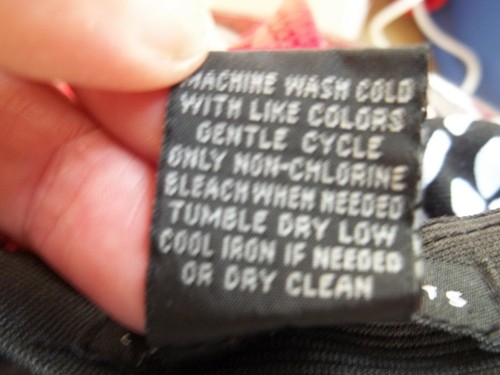 MACHINE WASH COLD
WITH LIKE COLORS
GENTLE CYCLE
ONLY NON-CHLORINE
BLEACH WHEN NEEDED
TUMBLE DRY LOW
COOL IRON IF NEEDED
OR DRY CLEAN